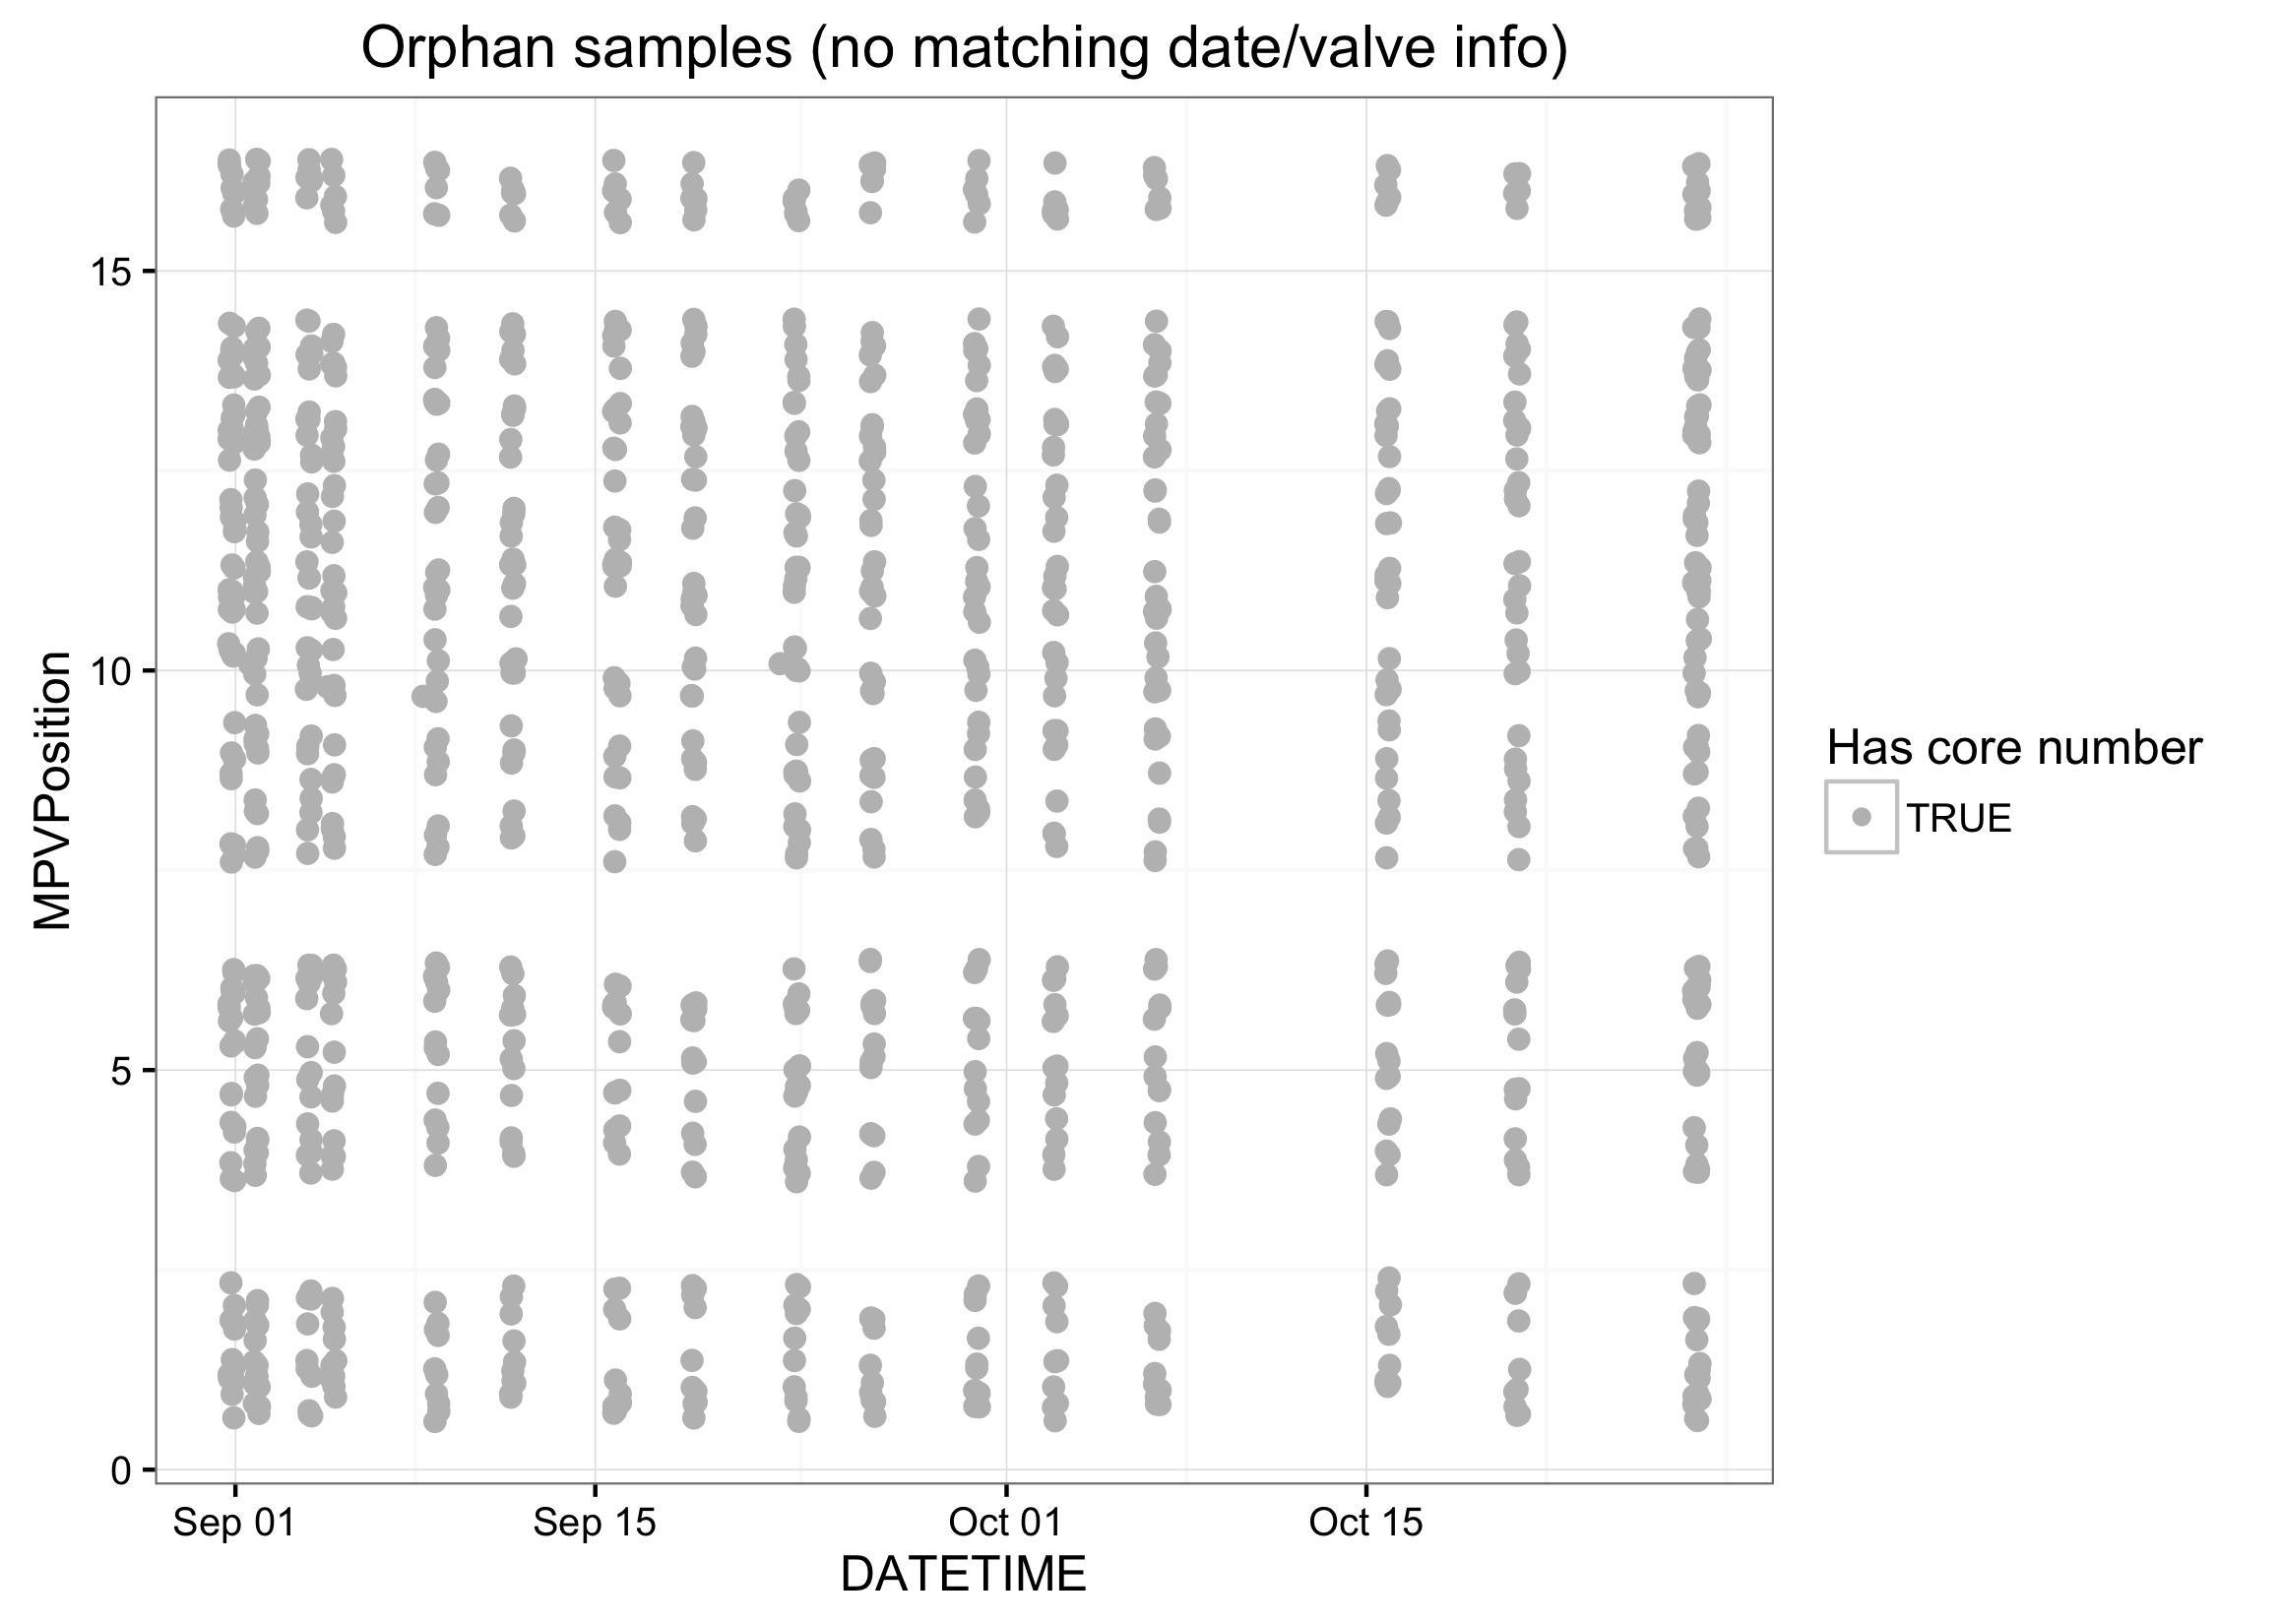 Orphan samples (no matching date/valve info)
15
10
5
0
MPVPosition
Sep 01
Sep 15
Oct 01
Oct 15
DATETIME
Has core number
TRUE